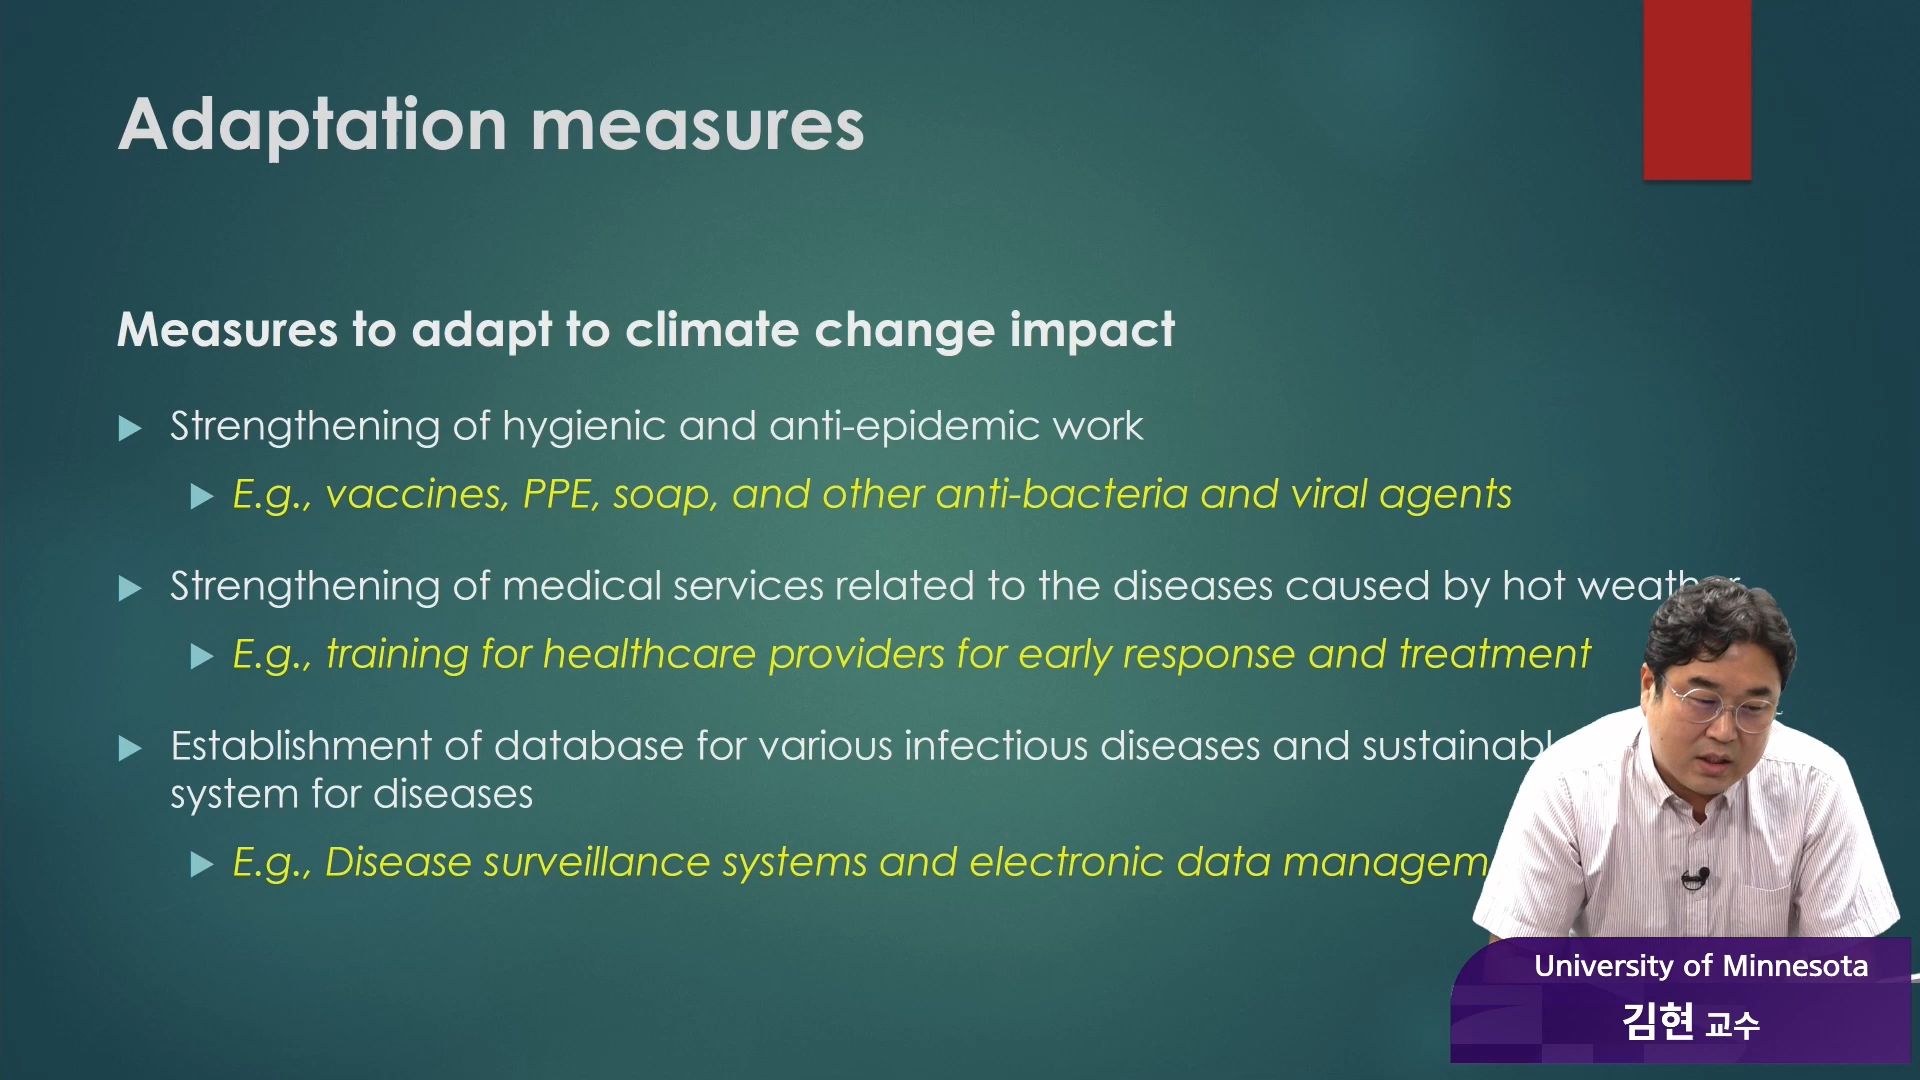 Adaptation measures
Measures to adapt to climate change impact
Strengthening of hygienic and anti-epidemic work
E.g., vaccines, PPE, soap, and other anti-bacteria and viral agents
Strengthening of medical services related to the diseases caused by hot weather
E.g., training for healthcare providers for early response and treatment
Establishment of database for various infectious diseases and
system for diseases
E.g., Disease surveillance systems and electronic data
University of Minnesota
김현 교수